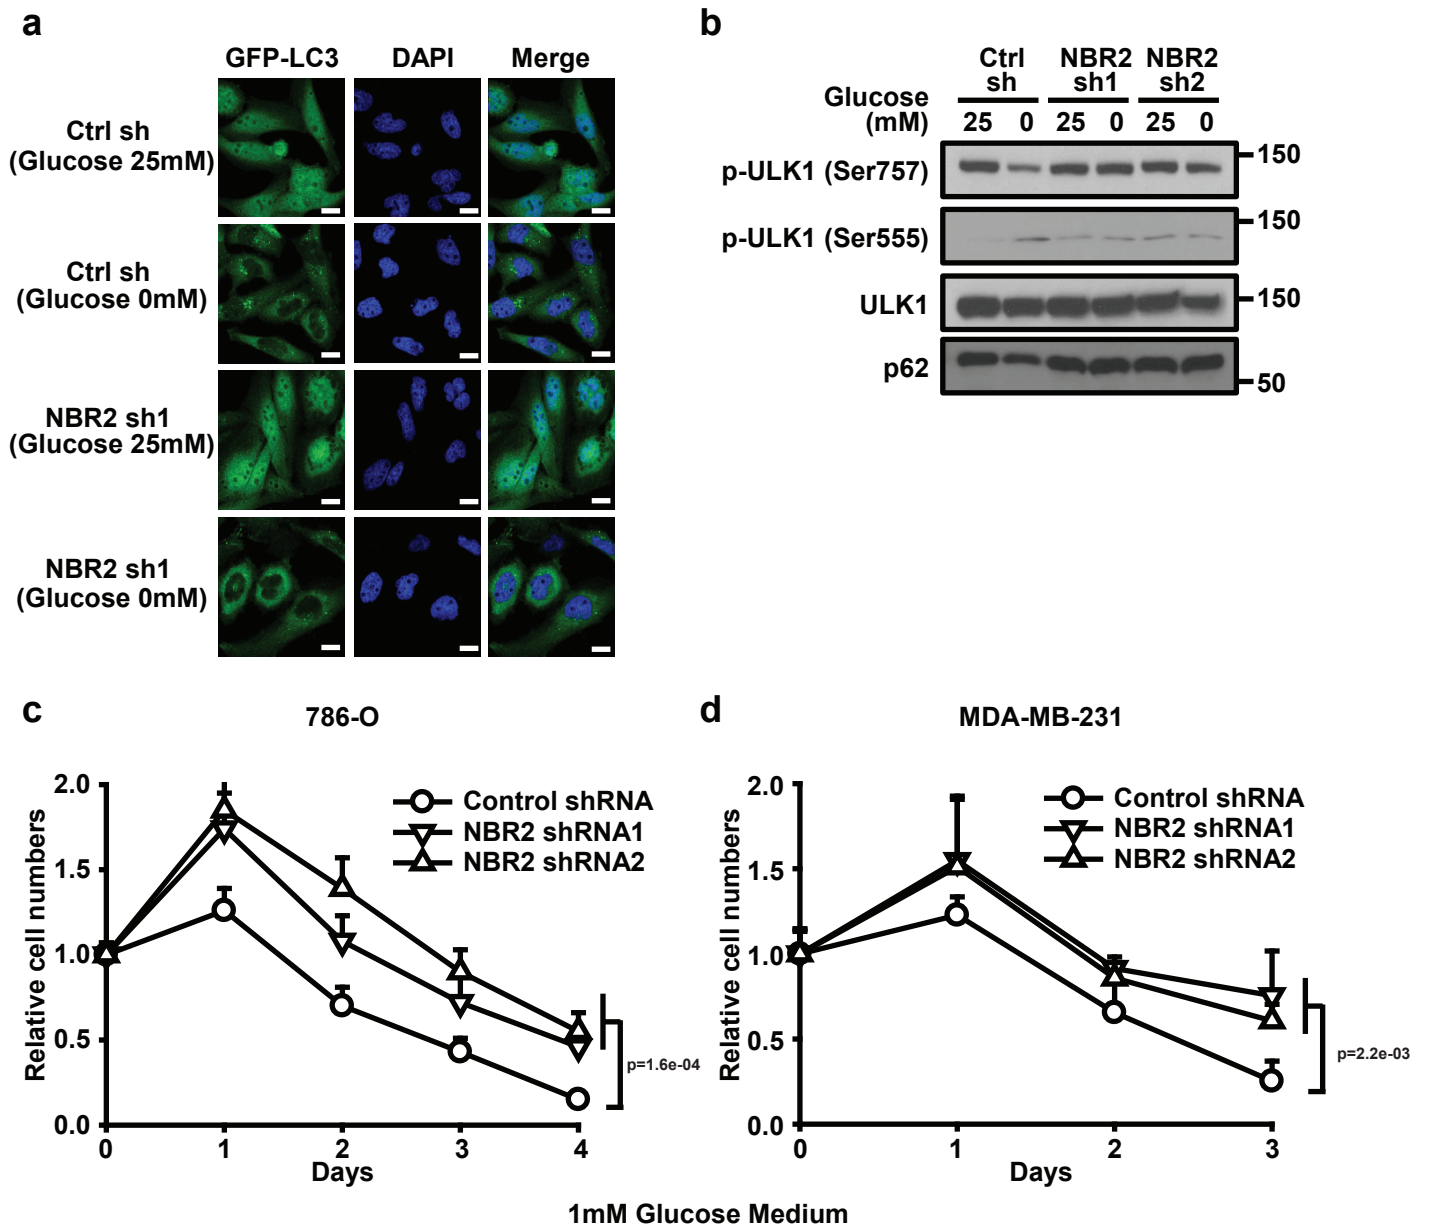 a
GFP-LC3 DAPI Merge
Ctrl sh
(Glucose 25mM)
Ctrl sh
(Glucose 0mM)
NBR2 sh1
(Glucose 25mM)
NBR2 sh1
(Glucose 0mM)
b
Ctrl sh NBR2 sh1 NBR2 sh2
Glucose (mM) 25 0 25 0 25 0
p-ULK1 (Ser757) 150
p-ULK1 (Ser555) 150
ULK1 150
p62 50
c
786-O
Relative cell numbers
2.0
1.5
1.0
0.5
0.0
Control shRNA
NBR2 shRNA1
NBR2 shRNA2
p=1.6e-04
0 1 2 3 4
Days
d
MDA-MB-231
Relative cell numbers
2.0
1.5
1.0
0.5
0.0
Control shRNA
NBR2 shRNA1
NBR2 shRNA2
p=2.2e-03
0 1 2 3
Days
1mM Glucose Medium